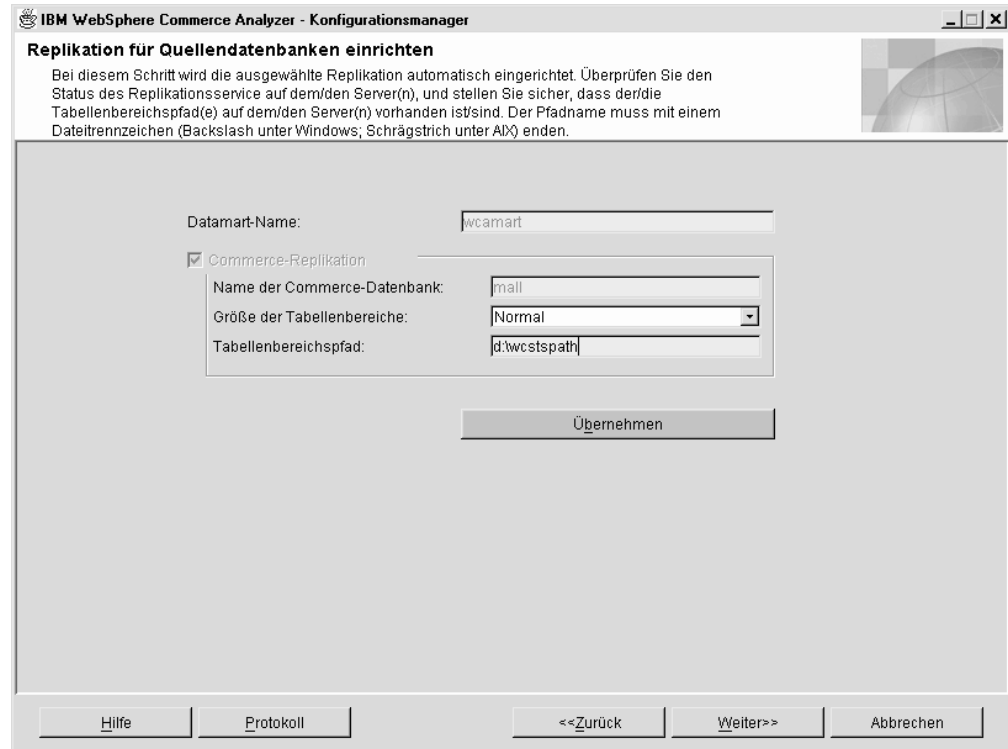 IBM WebSphere Commerce Analyzer - Konfigurationsmanager
Replikation für Quellendatenbanken einrichten
Bei diesem Schritt wird die ausgewählte Replikation automatisch eingerichtet. Überprüfen Sie den
Status des Replikationsservice auf dem/den Server(n), und stellen Sie sicher, dass der/die
Tabellenbereichspfad(e) auf dem/den Server(n) vorhanden ist/sind. Der Pfadname muss mit einem
Dateitrennzeichen (Backslash unter Windows; Schrägstrich unter AIX) enden.
Datamart-Name: wcamart
Commerce-Replikation
Name der Commerce-Datenbank: mall
Größe der Tabellenbereiche: Normal
Tabellenbereichspfad: d:\wcstspath
Übernehmen
Hilfe Protokoll <<Zurück Weiter>> Abbrechen